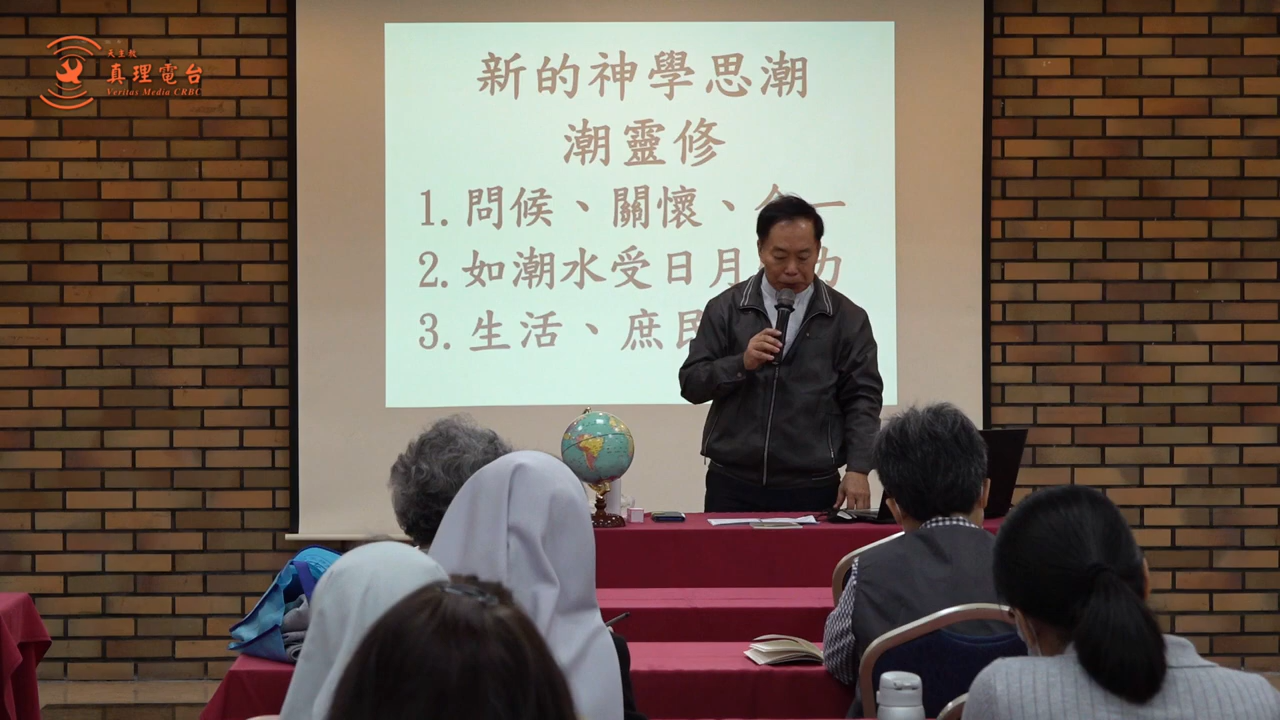 天主教
真理電台
Veritas Media CRBC
新的神學思潮
潮靈修
1. 問候、關懷、合一
2. 如潮水受日月
3. 生活、庶民